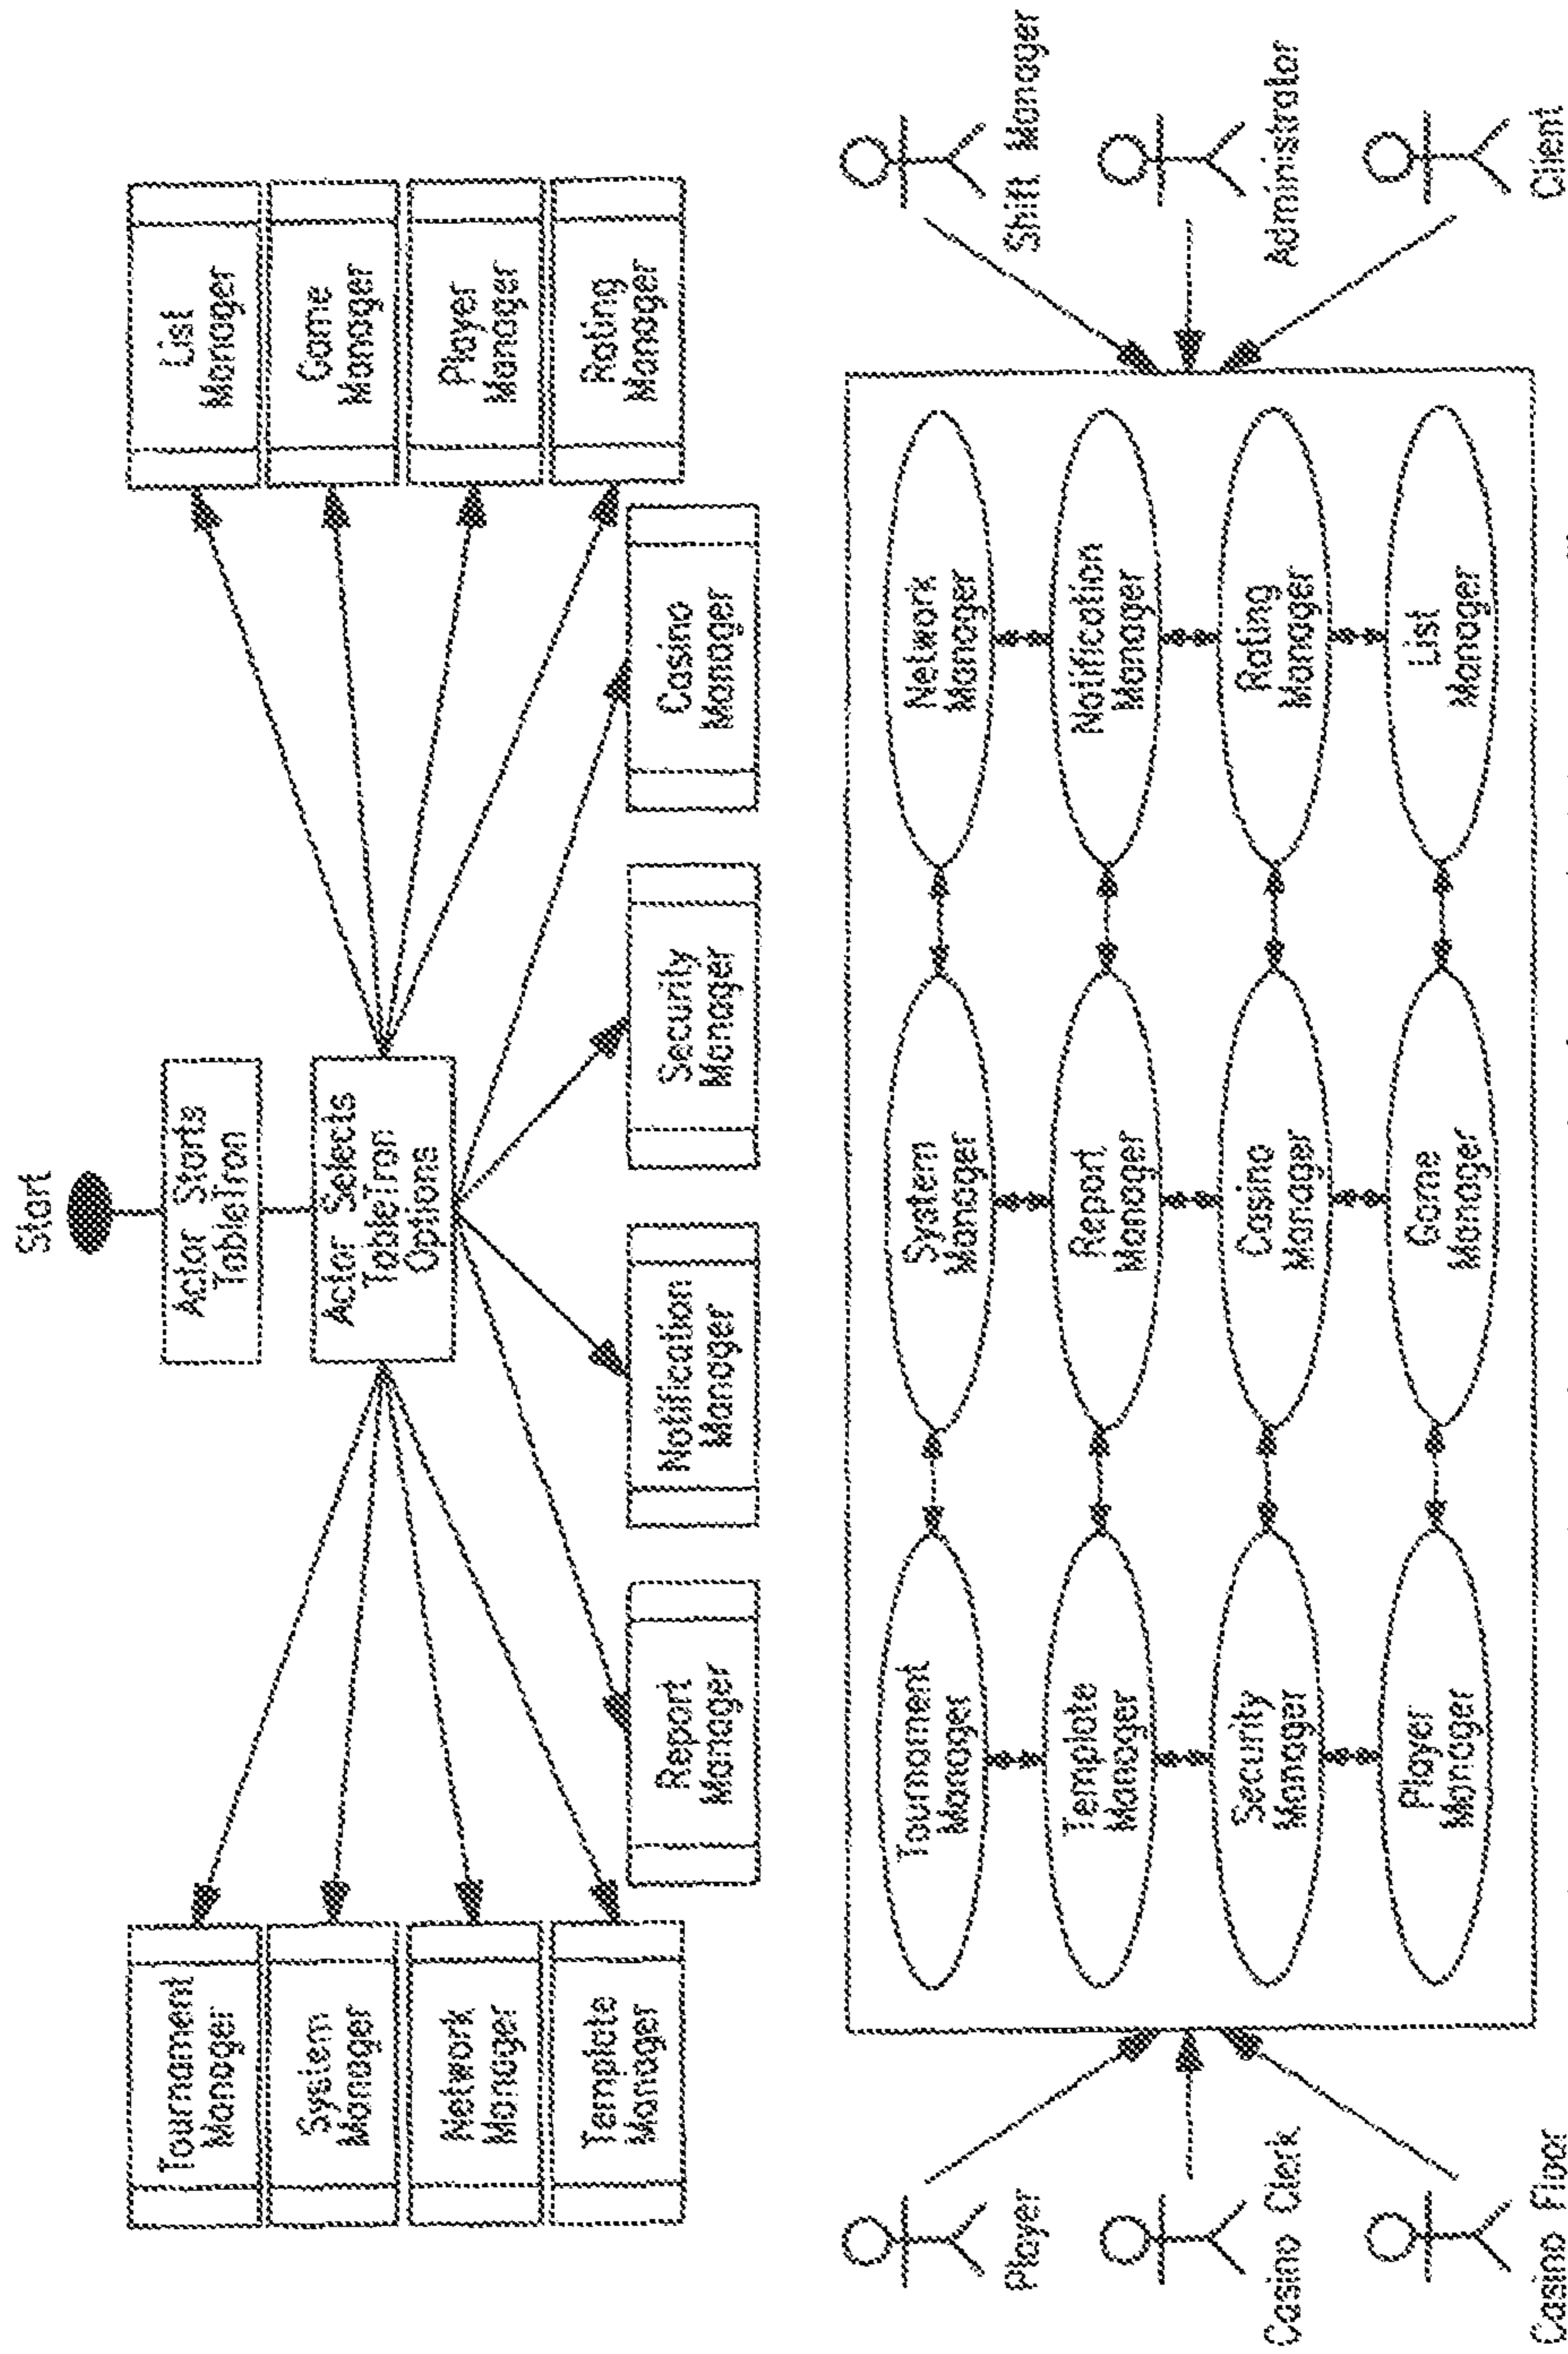 Start
Actor Starts
TableTron
Actor Selects
TableTron
Options
Tournament
Manager
System
Manager
Network
Manager
Template
Manager
List
Manager
Game
Manager
Player
Manager
Rating
Manager
Report
Manager
Notification
Manager
Security
Manager
Casino
Manager
Player
Casino Clerk
Casino Floor
Tournament
Manager
System
Manager
Network
Manager
Template
Manager
Report
Manager
Notification
Manager
Security
Manager
Casino
Manager
Rating
Manager
Player
Manager
Game
Manager
List
Manager
Shift Manager
Administrator
Client